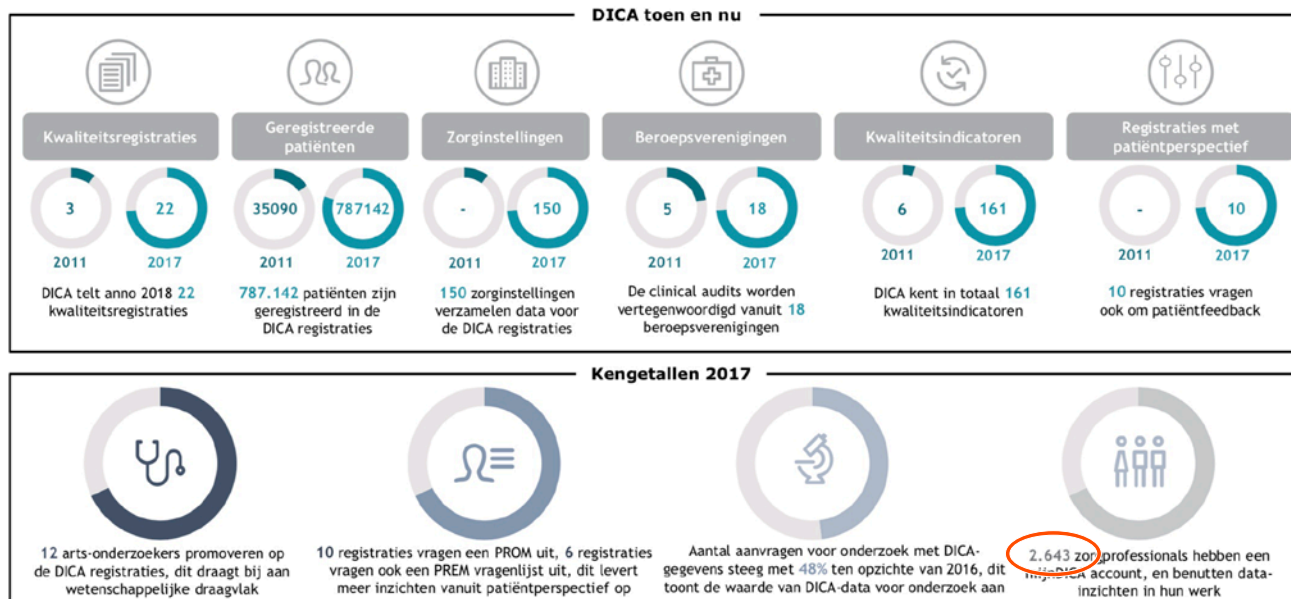 DICA toen en nu
Kwaliteitsregistraties
3
22
2011
2017
DICA telt anno 2018 22
kwaliteitsregistraties
Geregistreerde
patiënten
35090
787142
2011
2017
787.142 patiënten zijn
geregistreerd in de
DICA registraties
Zorginstellingen
-
150
2011
2017
150 zorginstellingen
verzamelen data voor
de DICA registraties
Beroepsverenigingen
5
18
2011
2017
De clinical audits worden
vertegenwoordigd vanuit 18
beroepsverenigingen
Kwaliteitsindicatoren
6
161
2011
2017
DICA kent in totaal 161
kwaliteitsindicatoren
Registraties met
patiëntperspectief
-
10
2011
2017
10 registraties vragen
ook om patiëntfeedback
Kengetallen 2017
12 arts-onderzoekers promoveren op
de DICA registraties, dit draagt bij aan
wetenschappelijke draagvlak
10 registraties vragen een PROM uit, 6 registraties
vragen ook een PREM vragenlijst uit, dit levert
meer inzichten vanuit patiëntperspectief op
Aantal aanvragen voor onderzoek met DICA-
gegevens steeg met 48% ten opzichte van 2016, dit
toont de waarde van DICA-data voor onderzoek aan
2.643 zorgprofessionals hebben een
mijnDICA account, en benutten data-
inzichten in hun werk